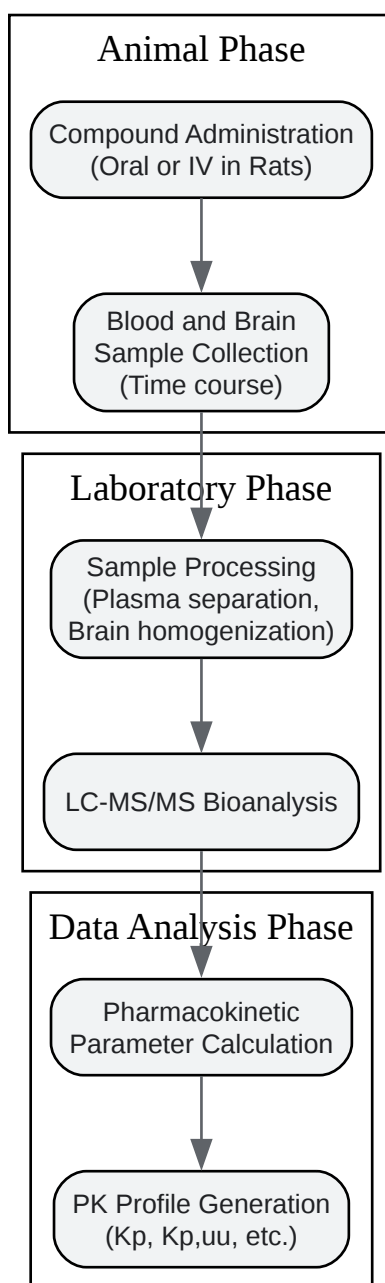 Animal Phase
Compound Administration
(Oral or IV in Rats)
Blood and Brain
Sample Collection
(Time course)
Laboratory Phase
Sample Processing
(Plasma separation,
Brain homogenization)
LC-MS/MS Bioanalysis
Data Analysis Phase
Pharmacokinetic
Parameter Calculation
PK Profile Generation
(Kp, Kp,uu, etc.)